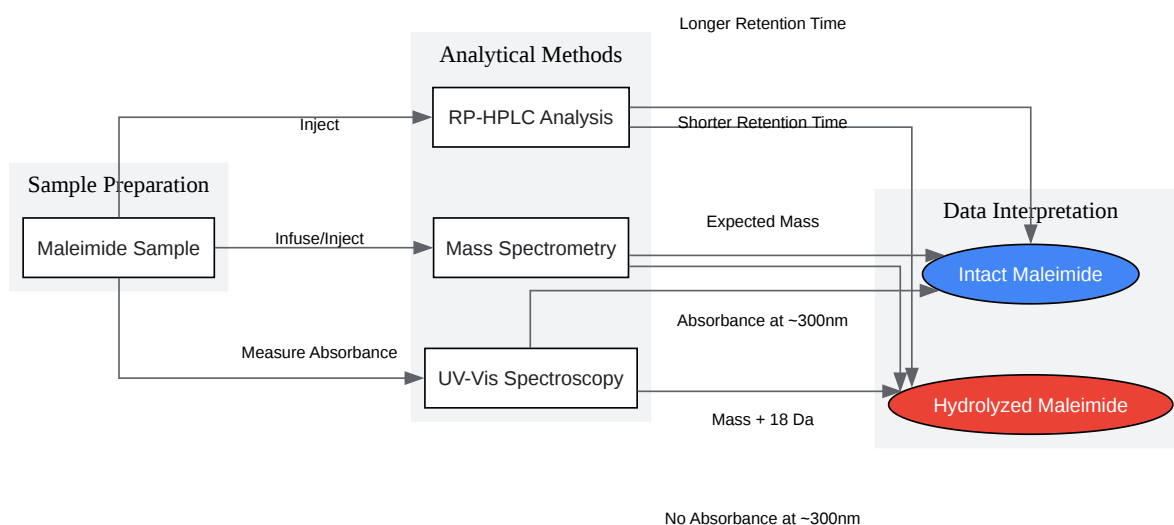 Longer Retention Time
Analytical Methods
RP-HPLC Analysis
Inject
Shorter Retention Time
Sample Preparation
Data Interpretation
Expected Mass
Maleimide Sample
Infuse/Inject
Mass Spectrometry
Intact Maleimide
Absorbance at ~300nm
Measure Absorbance
UV-Vis Spectroscopy
Hydrolyzed Maleimide
Mass + 18 Da
No Absorbance at ~300nm